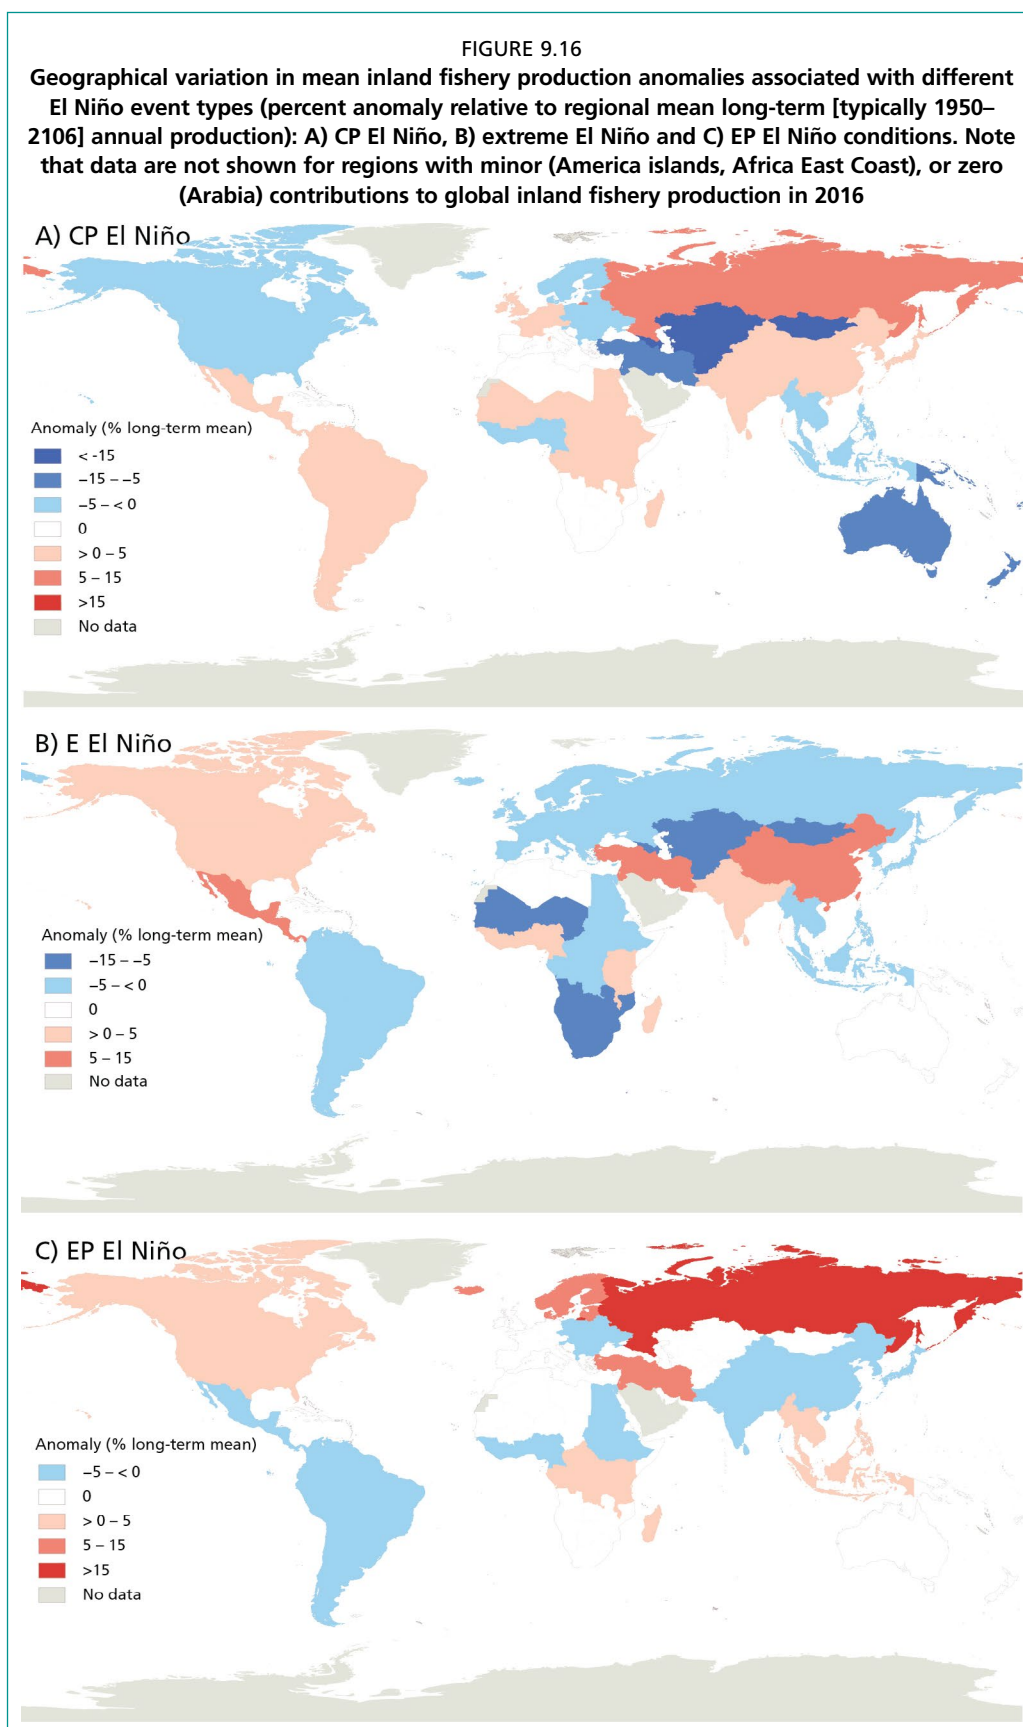 FIGURE 9.16
Geographical variation in mean inland fishery production anomalies associated with different
El Niño event types (percent anomaly relative to regional mean long-term [typically 1950–
2106] annual production): A) CP El Niño, B) extreme El Niño and C) EP El Niño conditions. Note
that data are not shown for regions with minor (America islands, Africa East Coast), or zero
(Arabia) contributions to global inland fishery production in 2016
A) CP El Niño
Anomaly (% long-term mean)
< -15
–15 – –5
–5 – < 0
0
> 0 – 5
5 – 15
>15
No data
B) E El Niño
Anomaly (% long-term mean)
–15 – –5
–5 – < 0
0
> 0 – 5
5 – 15
No data
C) EP El Niño
Anomaly (% long-term mean)
–5 – < 0
0
> 0 – 5
5 – 15
>15
No data